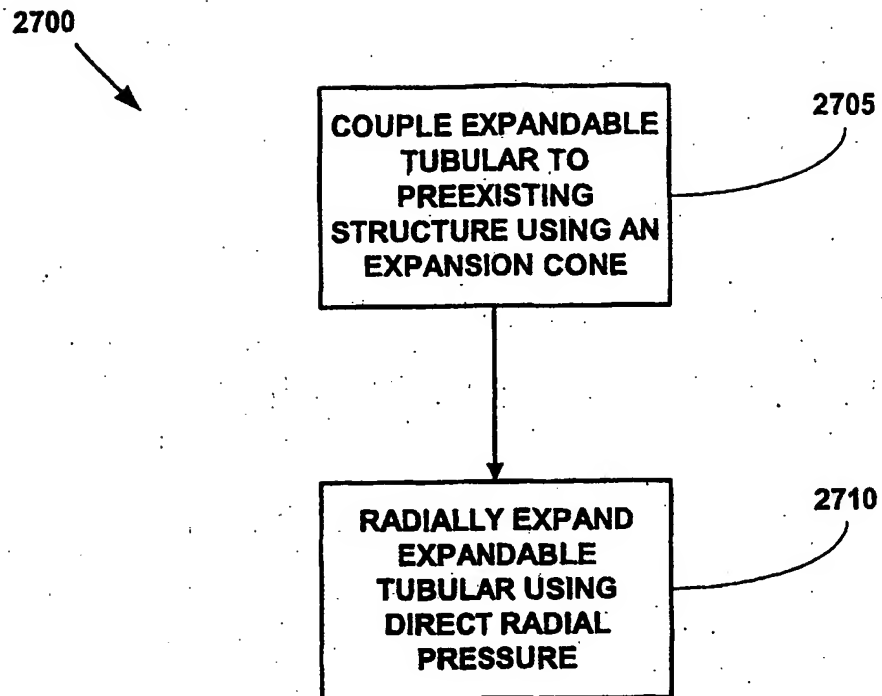 2700
2705
COUPLE EXPANDABLE
TUBULAR TO
PREEXISTING
STRUCTURE USING AN
EXPANSION CONE
2710
RADIALLY EXPAND
EXPANDABLE
TUBULAR USING
DIRECT RADIAL
PRESSURE